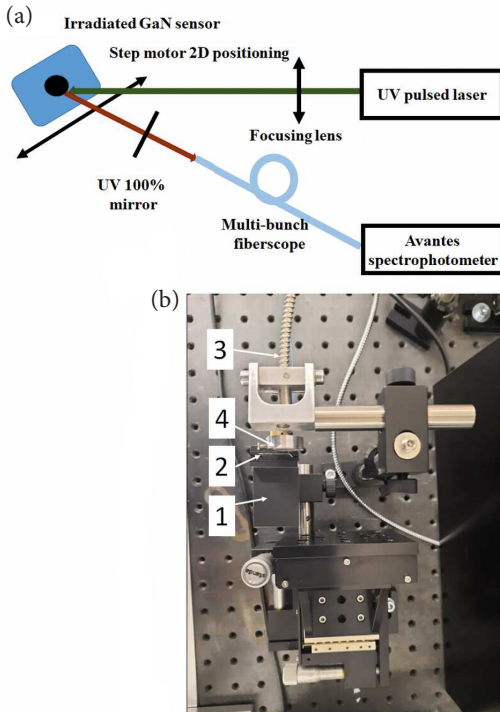 (a)
Irradiated GaN sensor
Step motor 2D positioning
UV pulsed laser
Focusing lens
UV 100%
mirror
Multi-bunch
fiberscope
Avantes
spectrophotometer
(b)
3
4
2
1